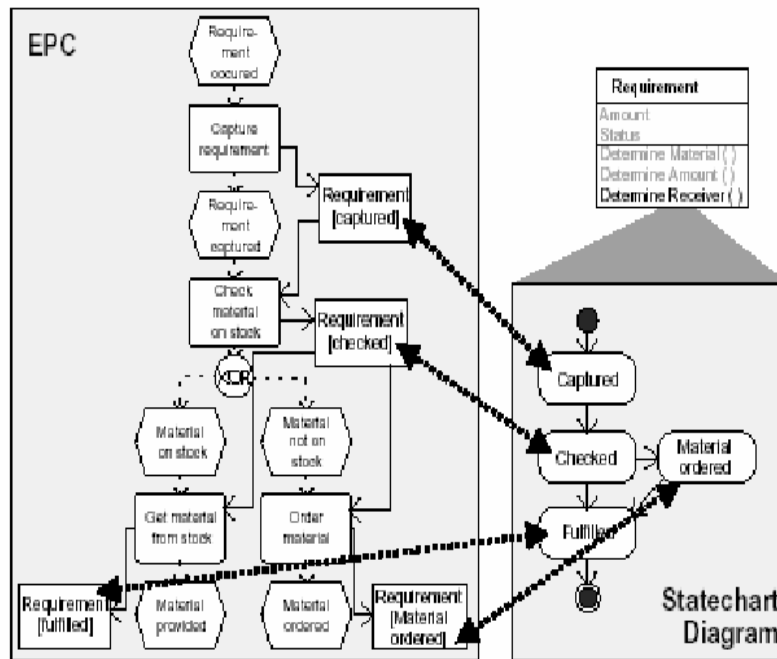 EPC
Require-
ment
occured
Capture
requirement
Requirement
[captured]
Require-
ment
captured
Check
material
on stock
Requirement
[checked]
XOR
Material
on stock
Material
not on
stock
Get material
from stock
Order
material
Requirement
[fulfilled]
Material
provided
Material
ordered
Requirement
[Material
ordered]
Requirement
Amount
Status
Determine Material ( )
Determine Amount ( )
Determine Receiver ( )
Captured
Checked
Material
ordered
Fulfilled
Statechart
Diagram